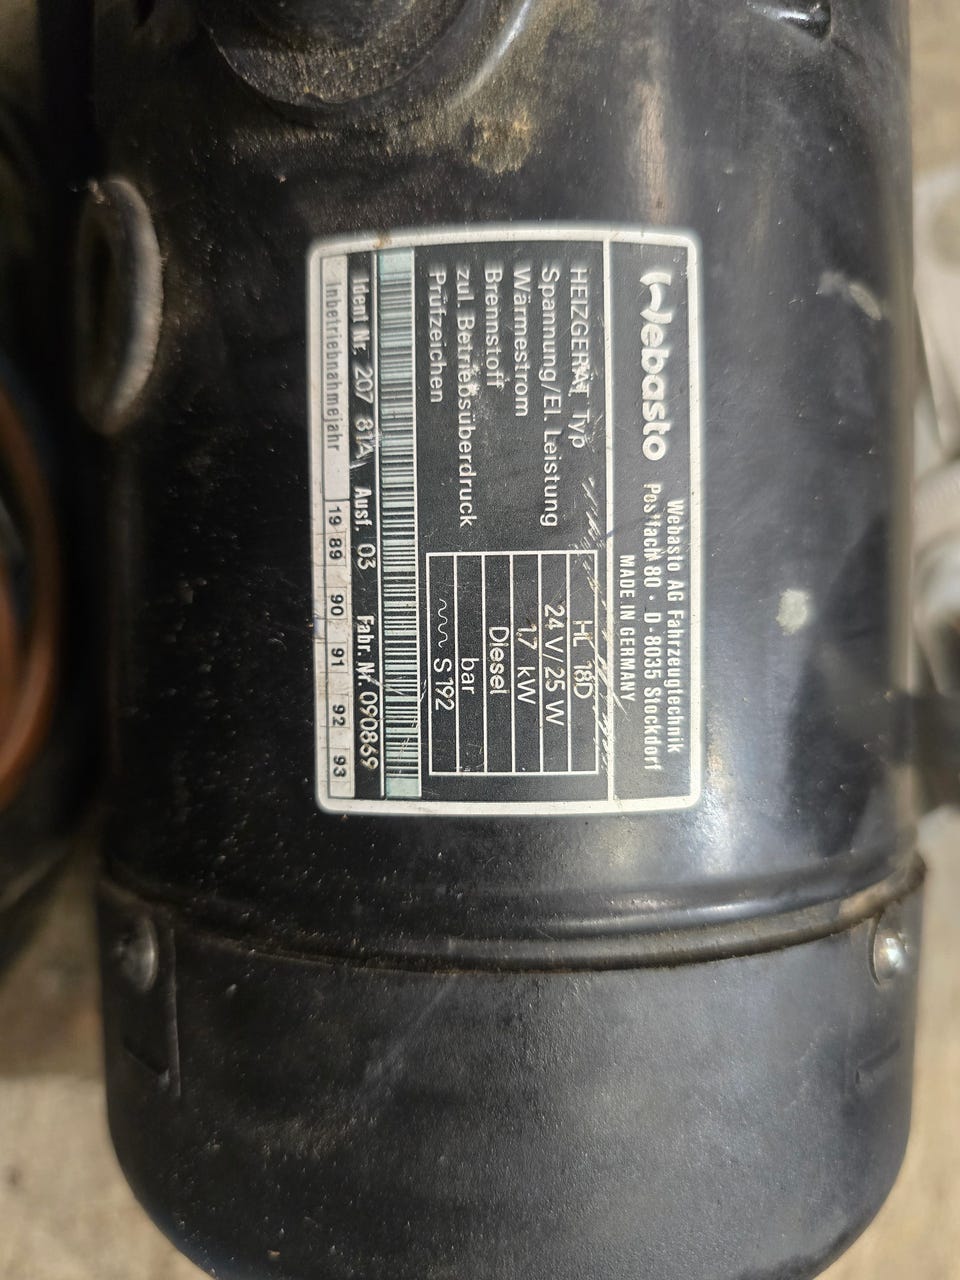 Webasto
Webasto AG Fahrzeugtechnik
Postfach 80 · D-8035 Stockdorf
MADE IN GERMANY
HEIZGERÄT Typ HL 18D
Spannung/El. Leistung 24 V/25 W
Wärmestrom 1,7 kW
Brennstoff Diesel
zul. Betriebsüberdruck bar
Prüfzeichen S 192
Ident Nr. 207 81A Ausf. 03 Fabr. Nr. 090869
Inbetriebnahmejahr 19 89 90 91 92 93